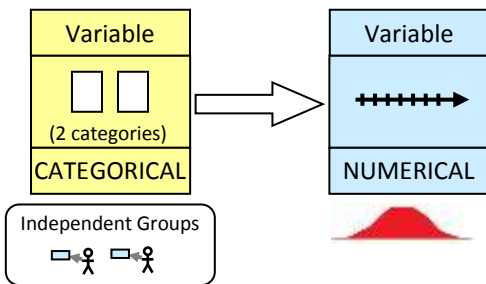 Variable
(2 categories)
CATEGORICAL
Independent Groups
Variable
NUMERICAL